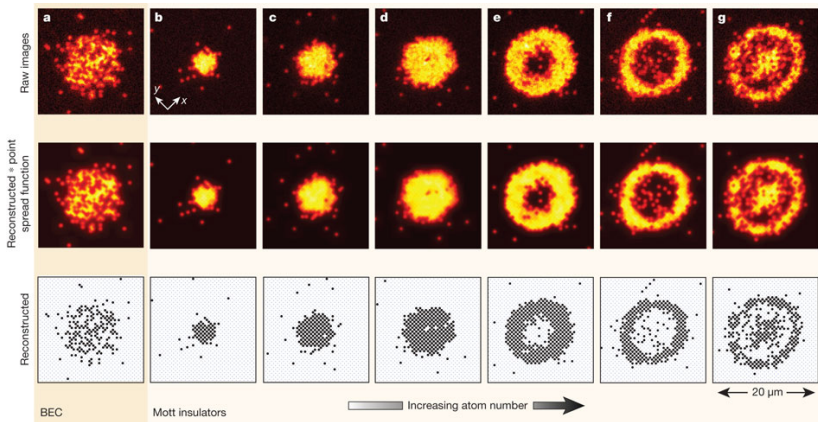 a b c d e f g
Raw images
y x
Reconstructed * point
spread function
Reconstructed
20 μm
BEC Mott insulators Increasing atom number